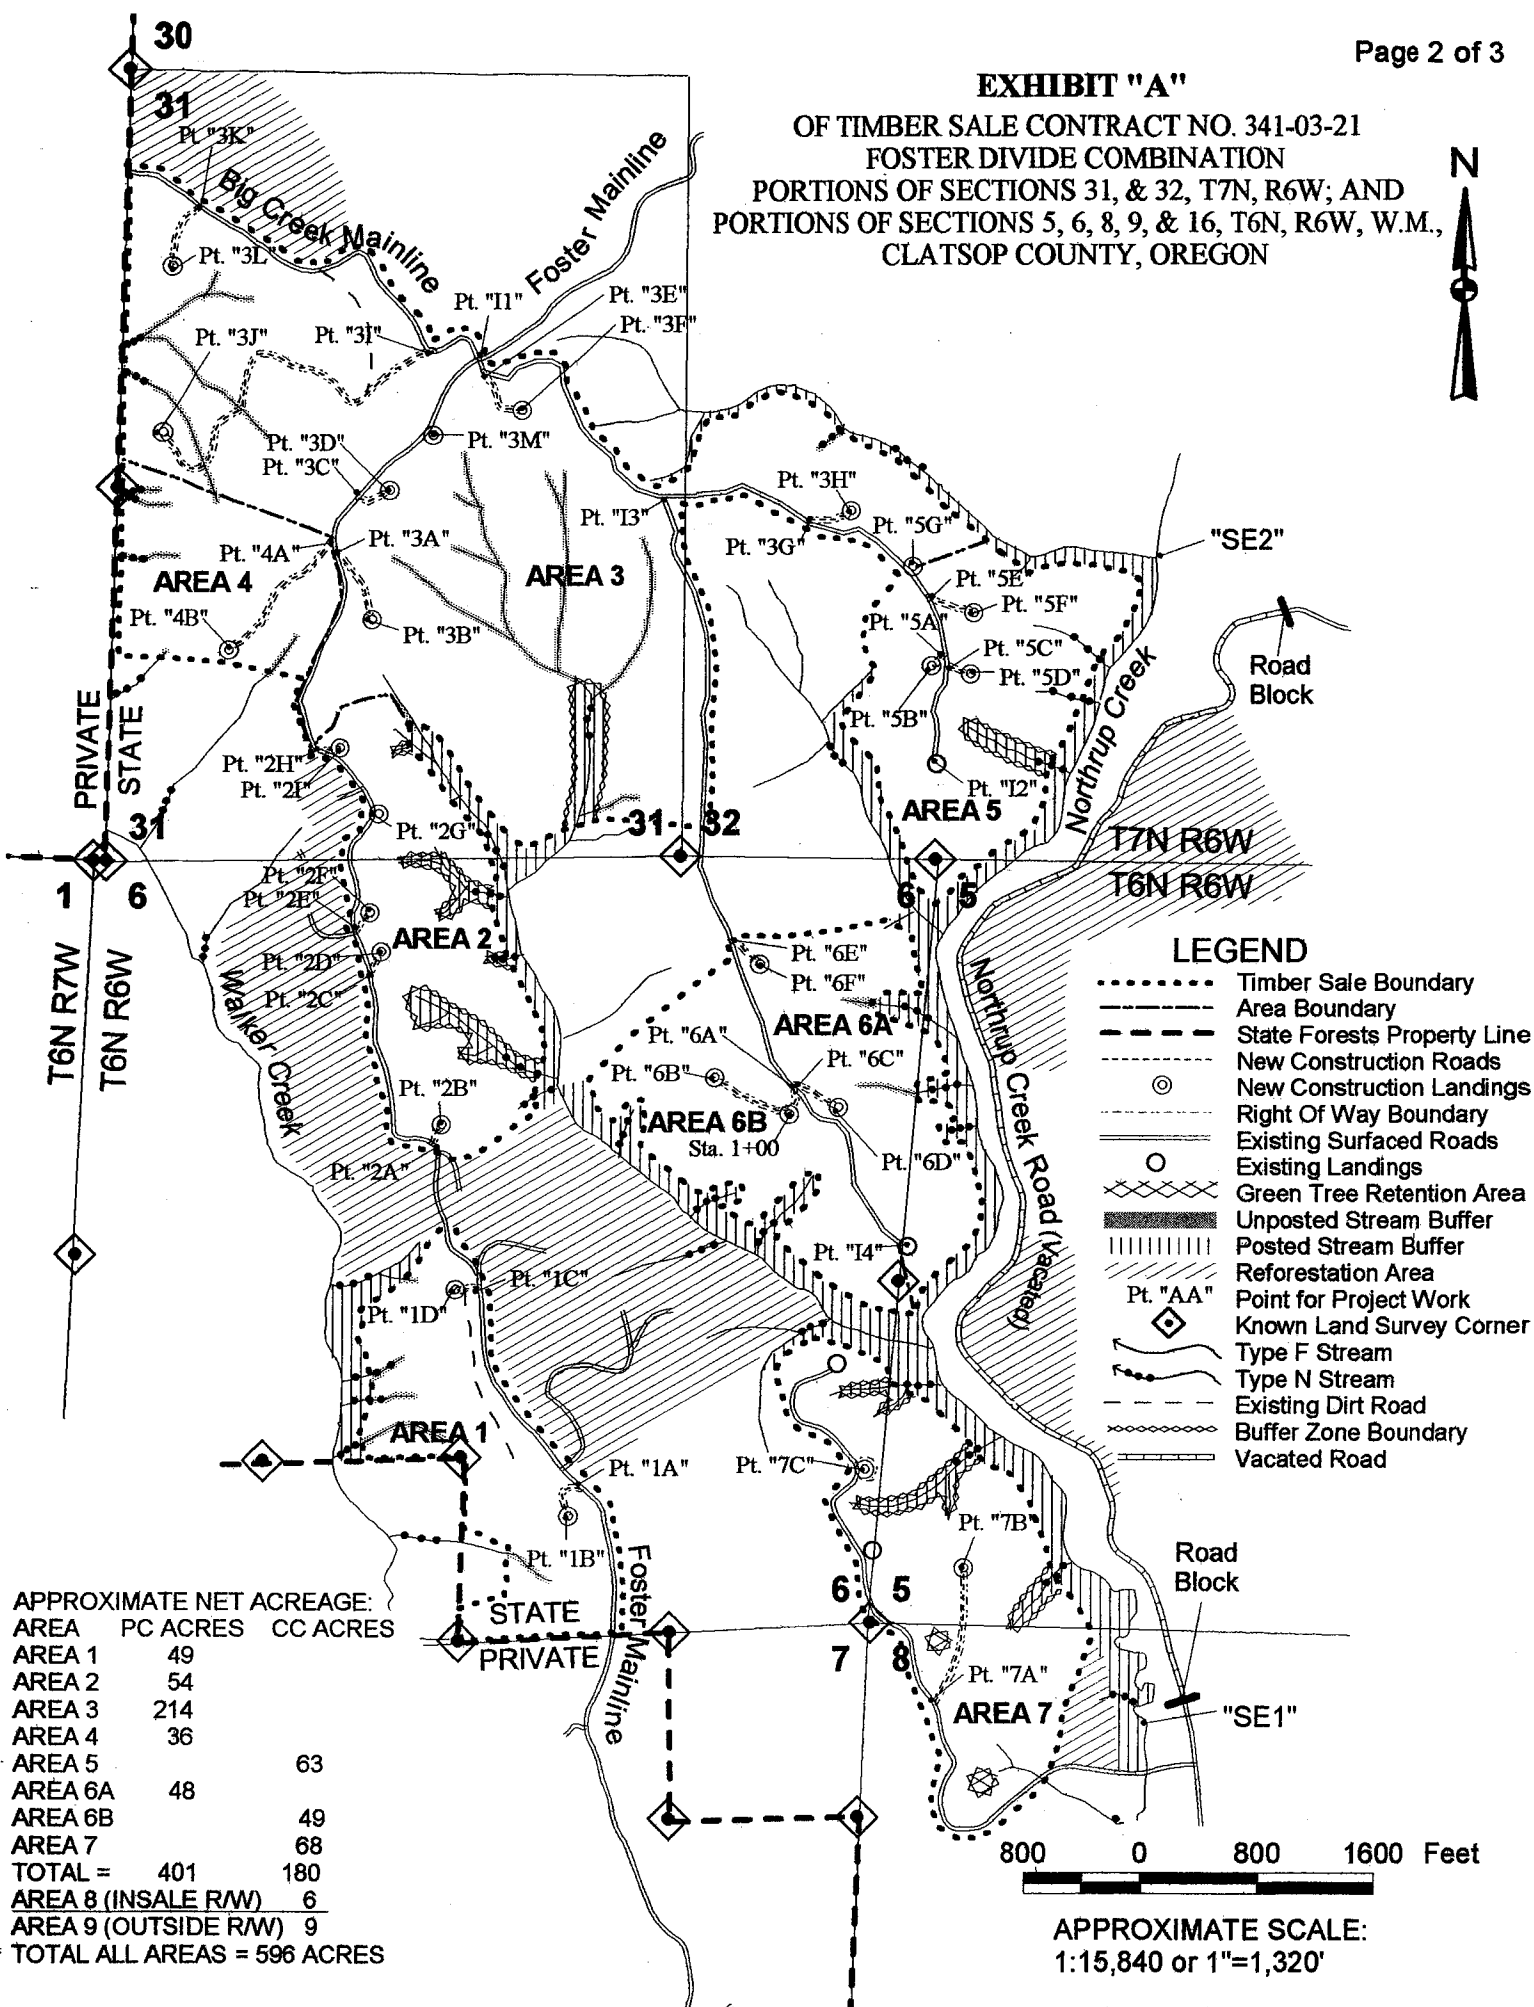 Page 2 of 3
EXHIBIT "A"
OF TIMBER SALE CONTRACT NO. 341-03-21
FOSTER DIVIDE COMBINATION
PORTIONS OF SECTIONS 31, & 32, T7N, R6W; AND
PORTIONS OF SECTIONS 5, 6, 8, 9, & 16, T6N, R6W, W.M.,
CLATSOP COUNTY, OREGON
N
30
31
Pt. "3K"
Big Creek Mainline
Foster Mainline
Pt. "3L"
Pt. "I1"
Pt. "3E"
Pt. "3F"
Pt. "3J"
Pt. "3I"
Pt. "3D"
Pt. "3M"
Pt. "3C"
Pt. "3H"
Pt. "I3"
Pt. "5G"
Pt. "3G"
"SE2"
Pt. "4A"
Pt. "3A"
AREA 4
AREA 3
Pt. "5E"
Pt. "5F"
Pt. "4B"
Pt. "3B"
Pt. "5A"
Pt. "5C"
Pt. "5D"
Road
Block
PRIVATE
STATE
Pt. "5B"
Northrup Creek
Pt. "2H"
Pt. "2I"
Pt. "I2"
AREA 5
31
Pt. "2G"
31
32
T7N R6W
1
6
Pt. "2F"
6
5
T6N R6W
Pt. "2E"
AREA 2
T6N R7W
T6N R6W
Pt. "2D"
Pt. "6E"
Pt. "6F"
Walker Creek
Pt. "2C"
Northrup Creek Road (Vacated)
Pt. "6A"
AREA 6A
Pt. "6C"
Pt. "6B"
Pt. "2B"
AREA 6B
Sta. 1+00
Pt. "6D"
Pt. "2A"
Pt. "I4"
Pt. "1C"
Pt. "1D"
AREA 1
Pt. "1A"
Pt. "7C"
Pt. "7B"
Pt. "1B"
Foster Mainline
Road
Block
6
5
STATE
PRIVATE
7
8
Pt. "7A"
AREA 7
"SE1"
LEGEND
Timber Sale Boundary
Area Boundary
State Forests Property Line
New Construction Roads
New Construction Landings
Right Of Way Boundary
Existing Surfaced Roads
Existing Landings
Green Tree Retention Area
Unposted Stream Buffer
Posted Stream Buffer
Reforestation Area
Pt. "AA" Point for Project Work
Known Land Survey Corner
Type F Stream
Type N Stream
Existing Dirt Road
Buffer Zone Boundary
Vacated Road
APPROXIMATE NET ACREAGE:
AREA PC ACRES CC ACRES
AREA 1 49
AREA 2 54
AREA 3 214
AREA 4 36
AREA 5 63
AREA 6A 48
AREA 6B 49
AREA 7 68
TOTAL = 401 180
AREA 8 (INSALE R/W) 6
AREA 9 (OUTSIDE R/W) 9
TOTAL ALL AREAS = 596 ACRES
800 0 800 1600 Feet
APPROXIMATE SCALE:
1:15,840 or 1"=1,320'